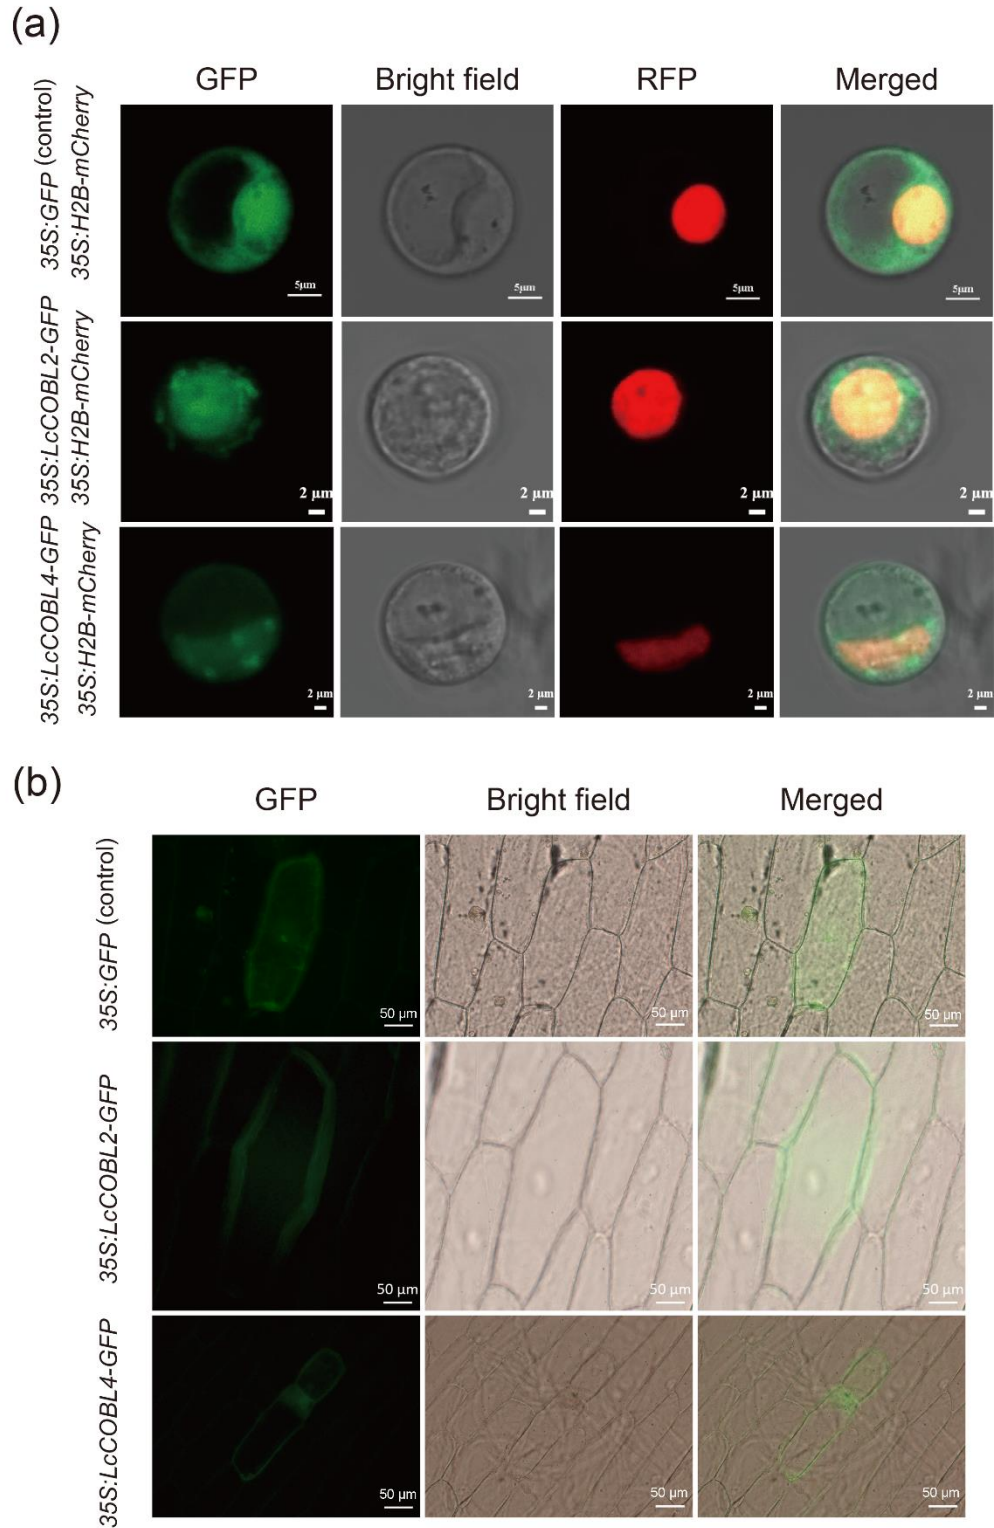 (a)
GFP Bright field RFP Merged
35S:GFP (control)
35S:H2B-mCherry
5μm 5μm 5μm 5μm
35S:LcCOBL2-GFP
35S:H2B-mCherry
2 μm 2 μm 2 μm 2 μm
35S:LcCOBL4-GFP
35S:H2B-mCherry
2 μm 2 μm 2 μm 2 μm
(b)
GFP Bright field Merged
35S:GFP (control)
50 μm 50 μm 50 μm
35S:LcCOBL2-GFP
50 μm 50 μm 50 μm
35S:LcCOBL4-GFP
50 μm 50 μm 50 μm